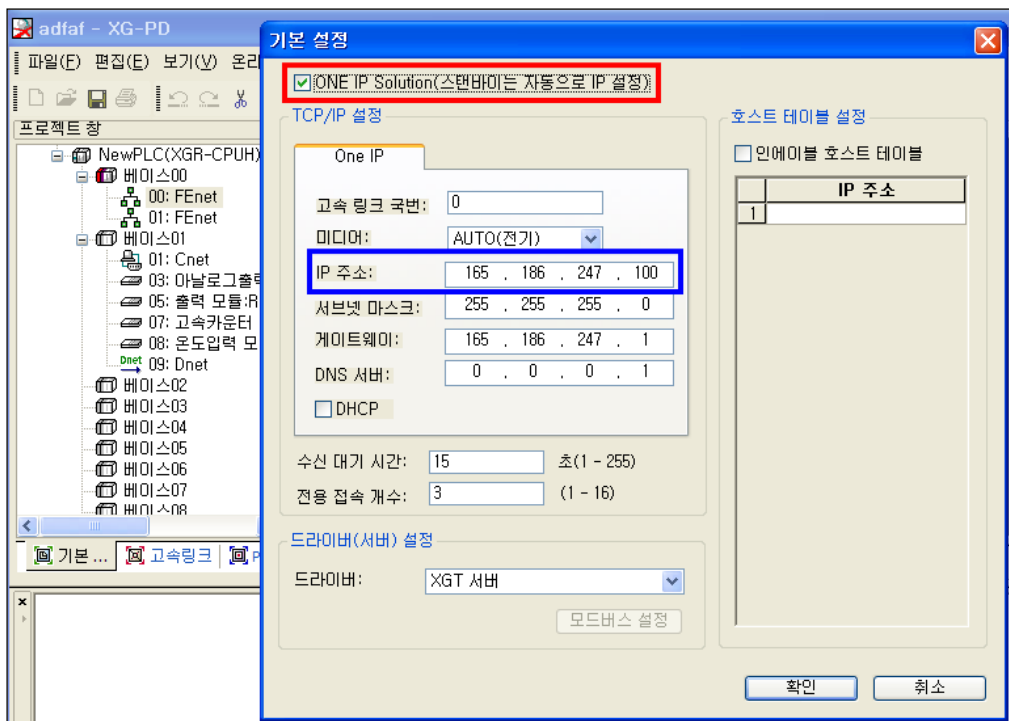 adfaf - XG-PD
파일(F) 편집(E) 보기(V) 온라
프로젝트 창
NewPLC(XGR-CPUH)
베이스00
00: FEnet
01: FEnet
베이스01
01: Cnet
03: 아날로그출력
05: 출력 모듈:R
07: 고속카운터
08: 온도입력 모
Dnet 09: Dnet
베이스02
베이스03
베이스04
베이스05
베이스06
베이스07
베이스08
기본 ... 고속링크 P
기본 설정
ONE IP Solution(스탠바이는 자동으로 IP 설정)
TCP/IP 설정
One IP
고속 링크 국번: 0
미디어: AUTO(전기)
IP 주소: 165 . 186 . 247 . 100
서브넷 마스크: 255 . 255 . 255 . 0
게이트웨이: 165 . 186 . 247 . 1
DNS 서버: 0 . 0 . 0 . 1
DHCP
수신 대기 시간: 15 초(1 - 255)
전용 접속 개수: 3 (1 - 16)
드라이버(서버) 설정
드라이버: XGT 서버
모드버스 설정
호스트 테이블 설정
인에이블 호스트 테이블
IP 주소
1
확인 취소